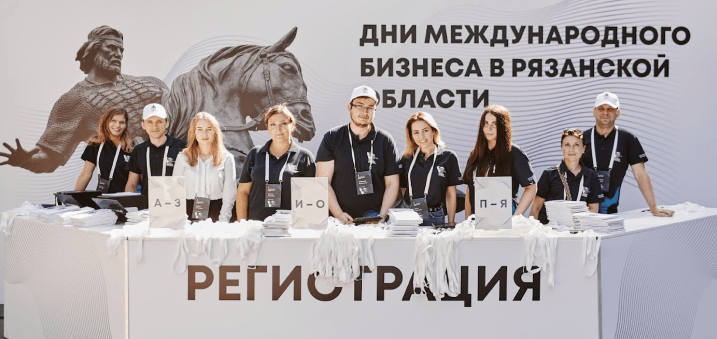 ДНИ МЕЖДУНАРОДНОГО
БИЗНЕСА В РЯЗАНСКОЙ
ОБЛАСТИ
А–З
И–О
П–Я
РЕГИСТРАЦИЯ